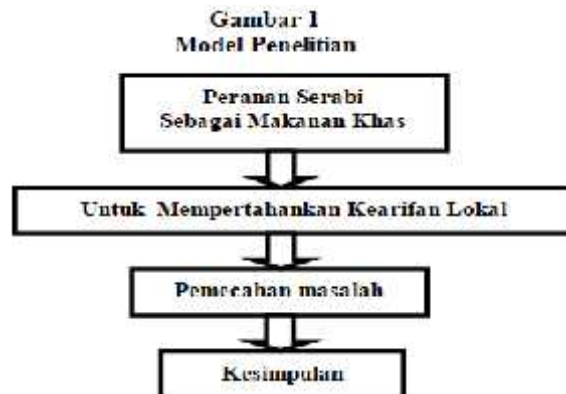 Gambar 1
Model Penelitian
Peranan Serabi
Sebagai Makanan Khas
Untuk Mempertahankan Kearifan Lokal
Pemecahan masalah
Kesimpulan